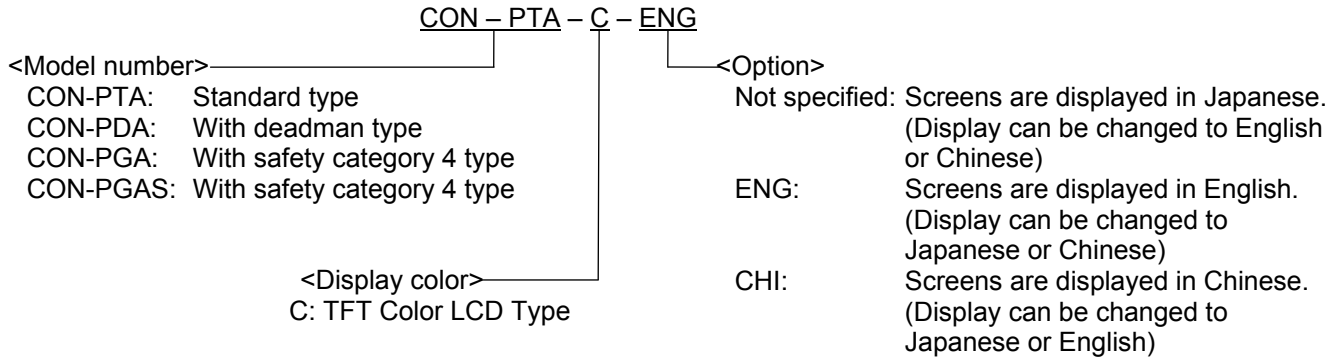 CON – PTA – C – ENG
<Model number>
CON-PTA: Standard type
CON-PDA: With deadman type
CON-PGA: With safety category 4 type
CON-PGAS: With safety category 4 type
<Display color>
C: TFT Color LCD Type
<Option>
Not specified: Screens are displayed in Japanese.
(Display can be changed to English
or Chinese)
ENG: Screens are displayed in English.
(Display can be changed to
Japanese or Chinese)
CHI: Screens are displayed in Chinese.
(Display can be changed to
Japanese or English)